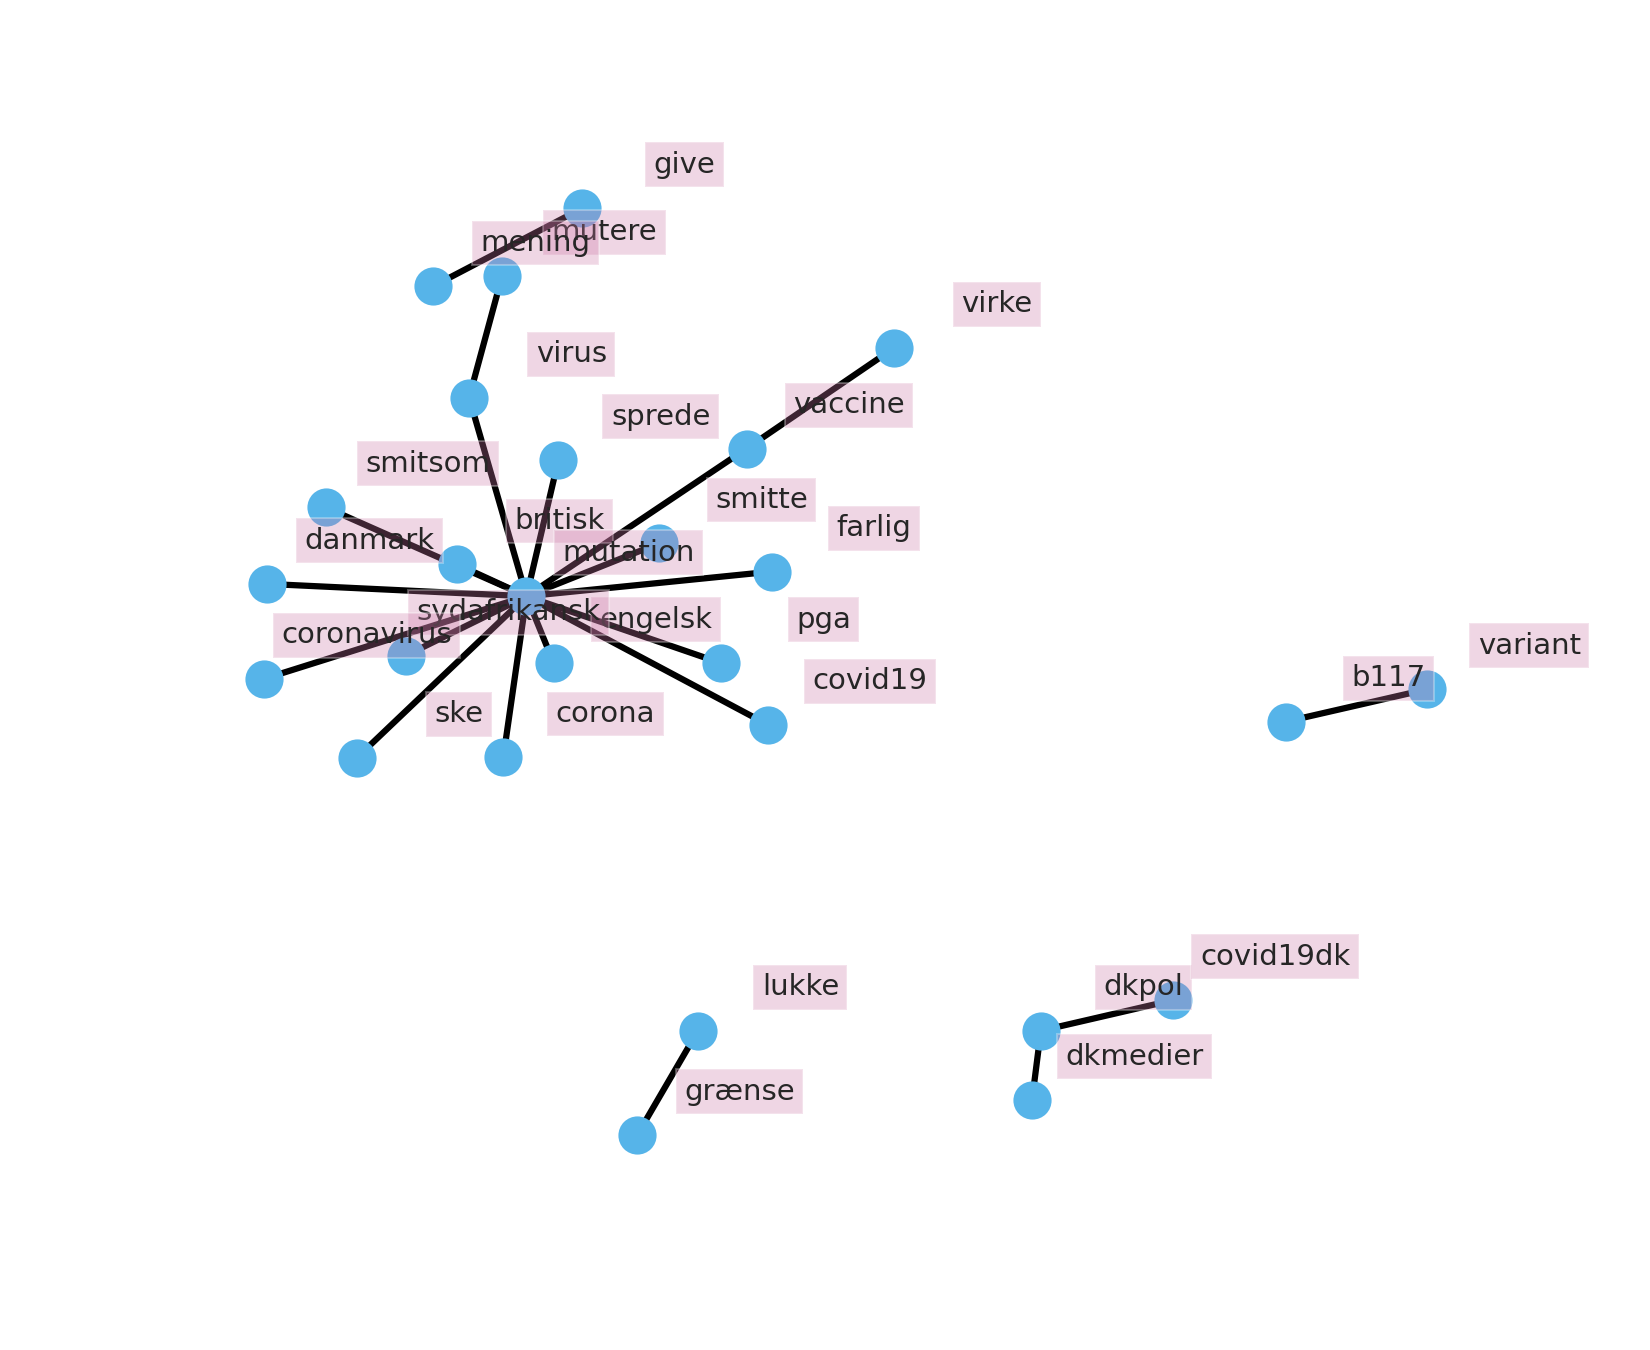 give
mutere
mening
virke
virus
vaccine
sprede
smitsom
smitte
britisk
farlig
danmark
mutation
sydafrikansk
engelsk
pga
coronavirus
variant
b117
covid19
ske
corona
covid19dk
dkpol
lukke
dkmedier
grænse